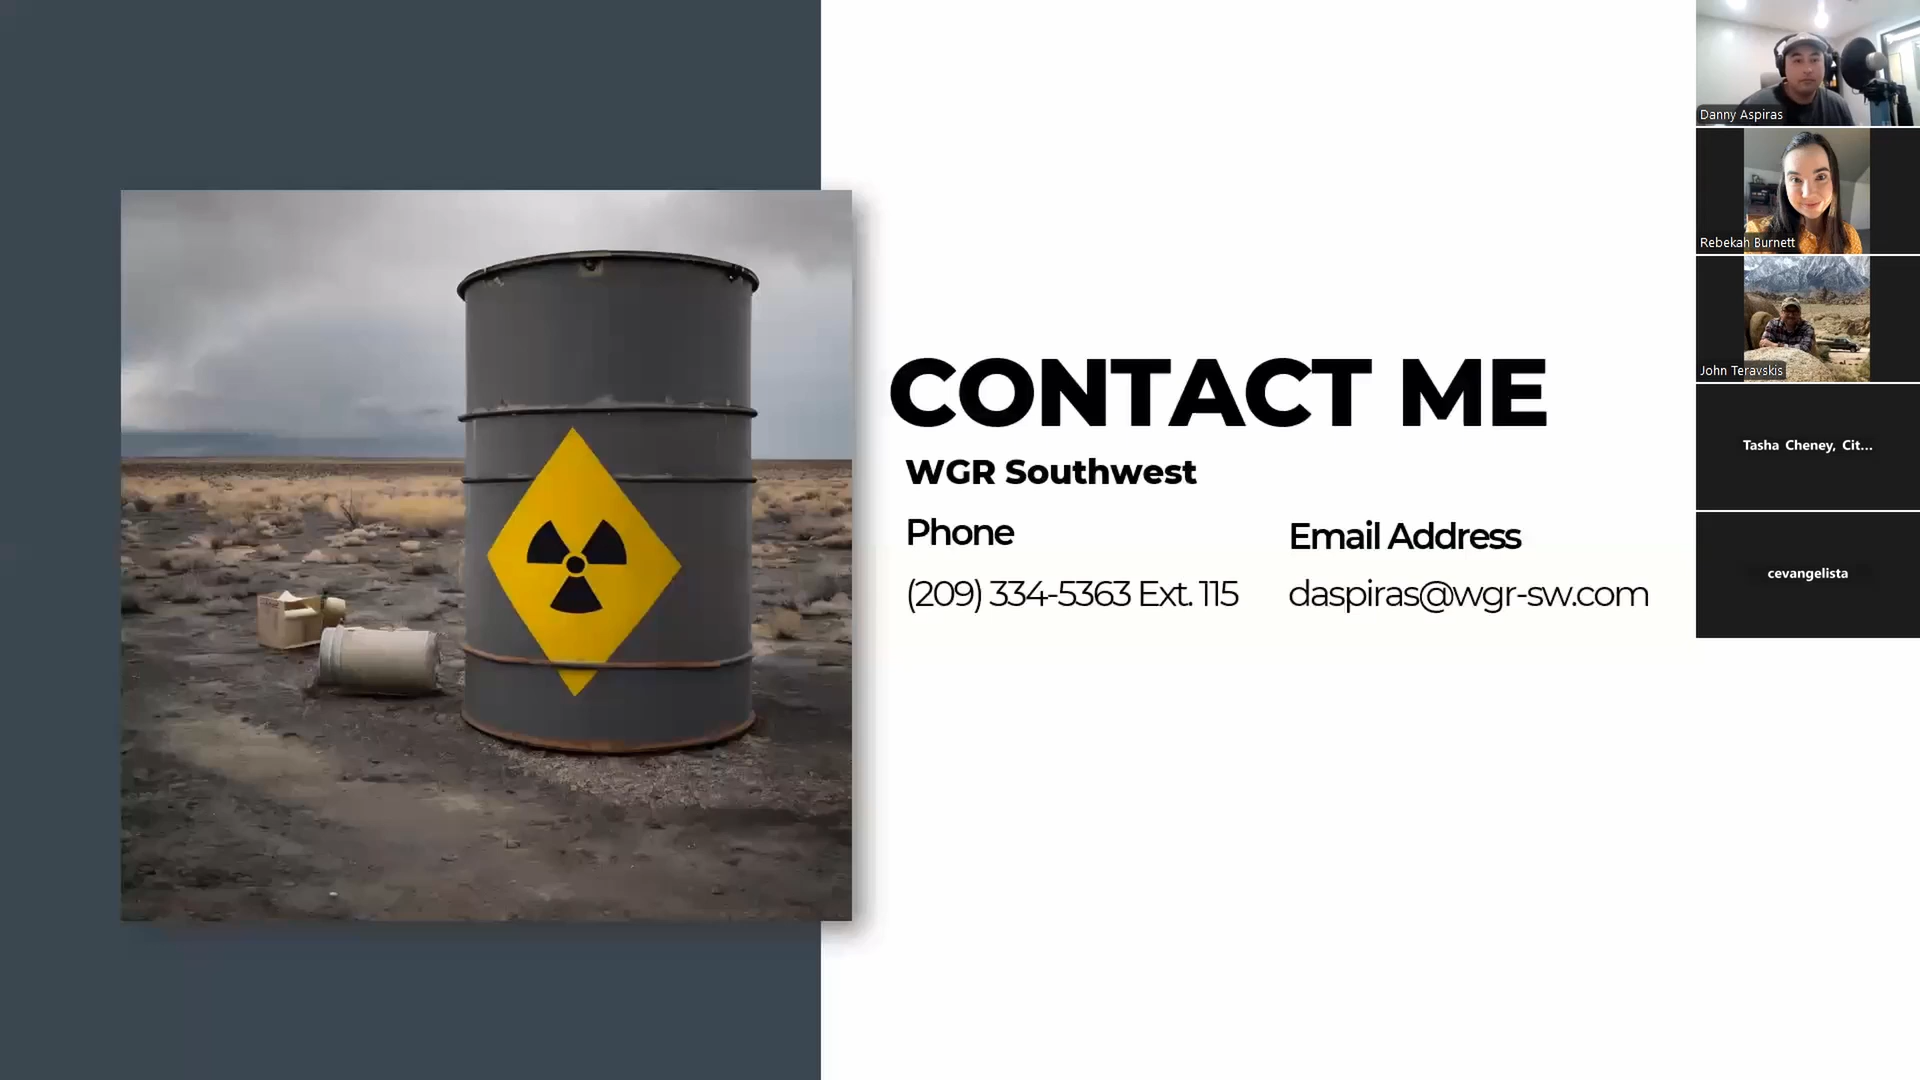 CONTACT ME
WGR Southwest
Phone
Email Address
(209) 334-5363 Ext. 115
daspiras@wgr-sw.com
Danny Aspiras
Rebekah Burnett
John Teravskis
Tasha Cheney, Cit...
cevangelista